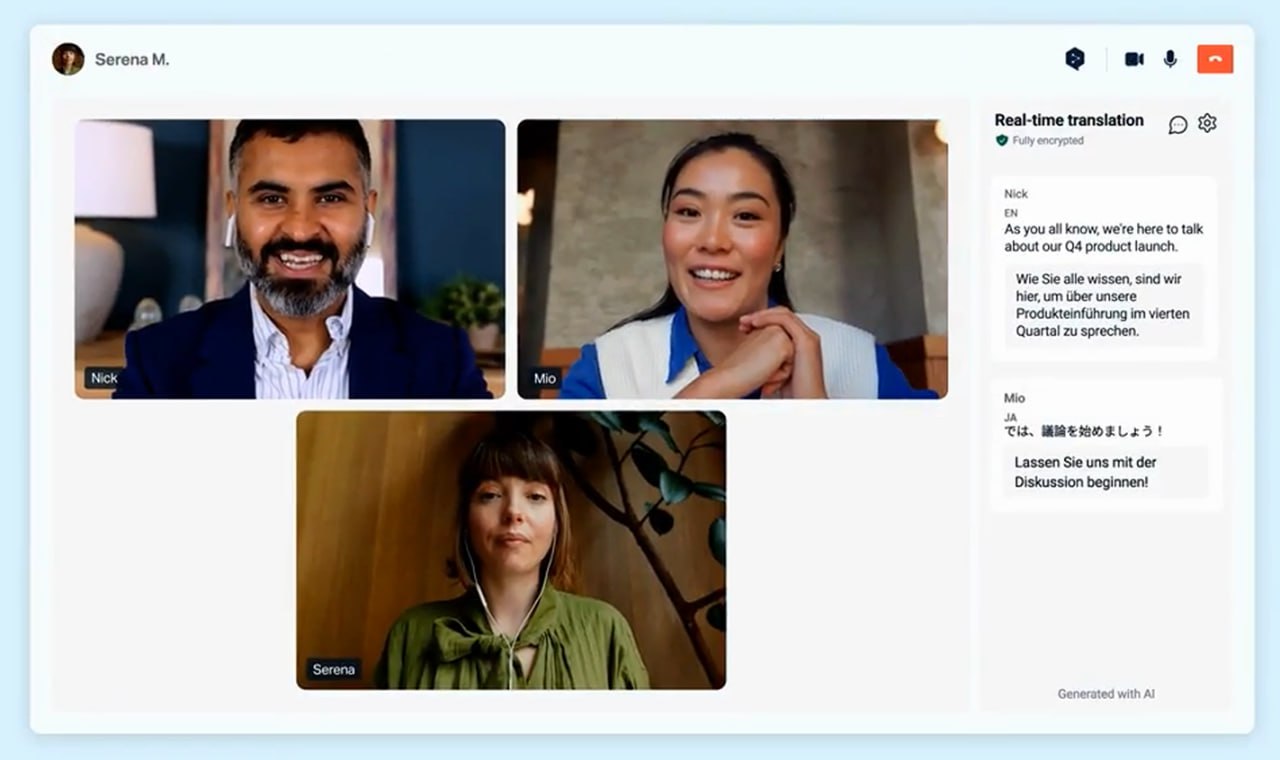 Serena M.
Nick
Mio
Serena
Real-time translation
Fully encrypted
Nick
EN
As you all know, we're here to talk
about our Q4 product launch.
Wie Sie alle wissen, sind wir
hier, um über unsere
Produkteinführung im vierten
Quartal zu sprechen.
Mio
JA
では、議論を始めましょう！
Lassen Sie uns mit der
Diskussion beginnen!
Generated with AI